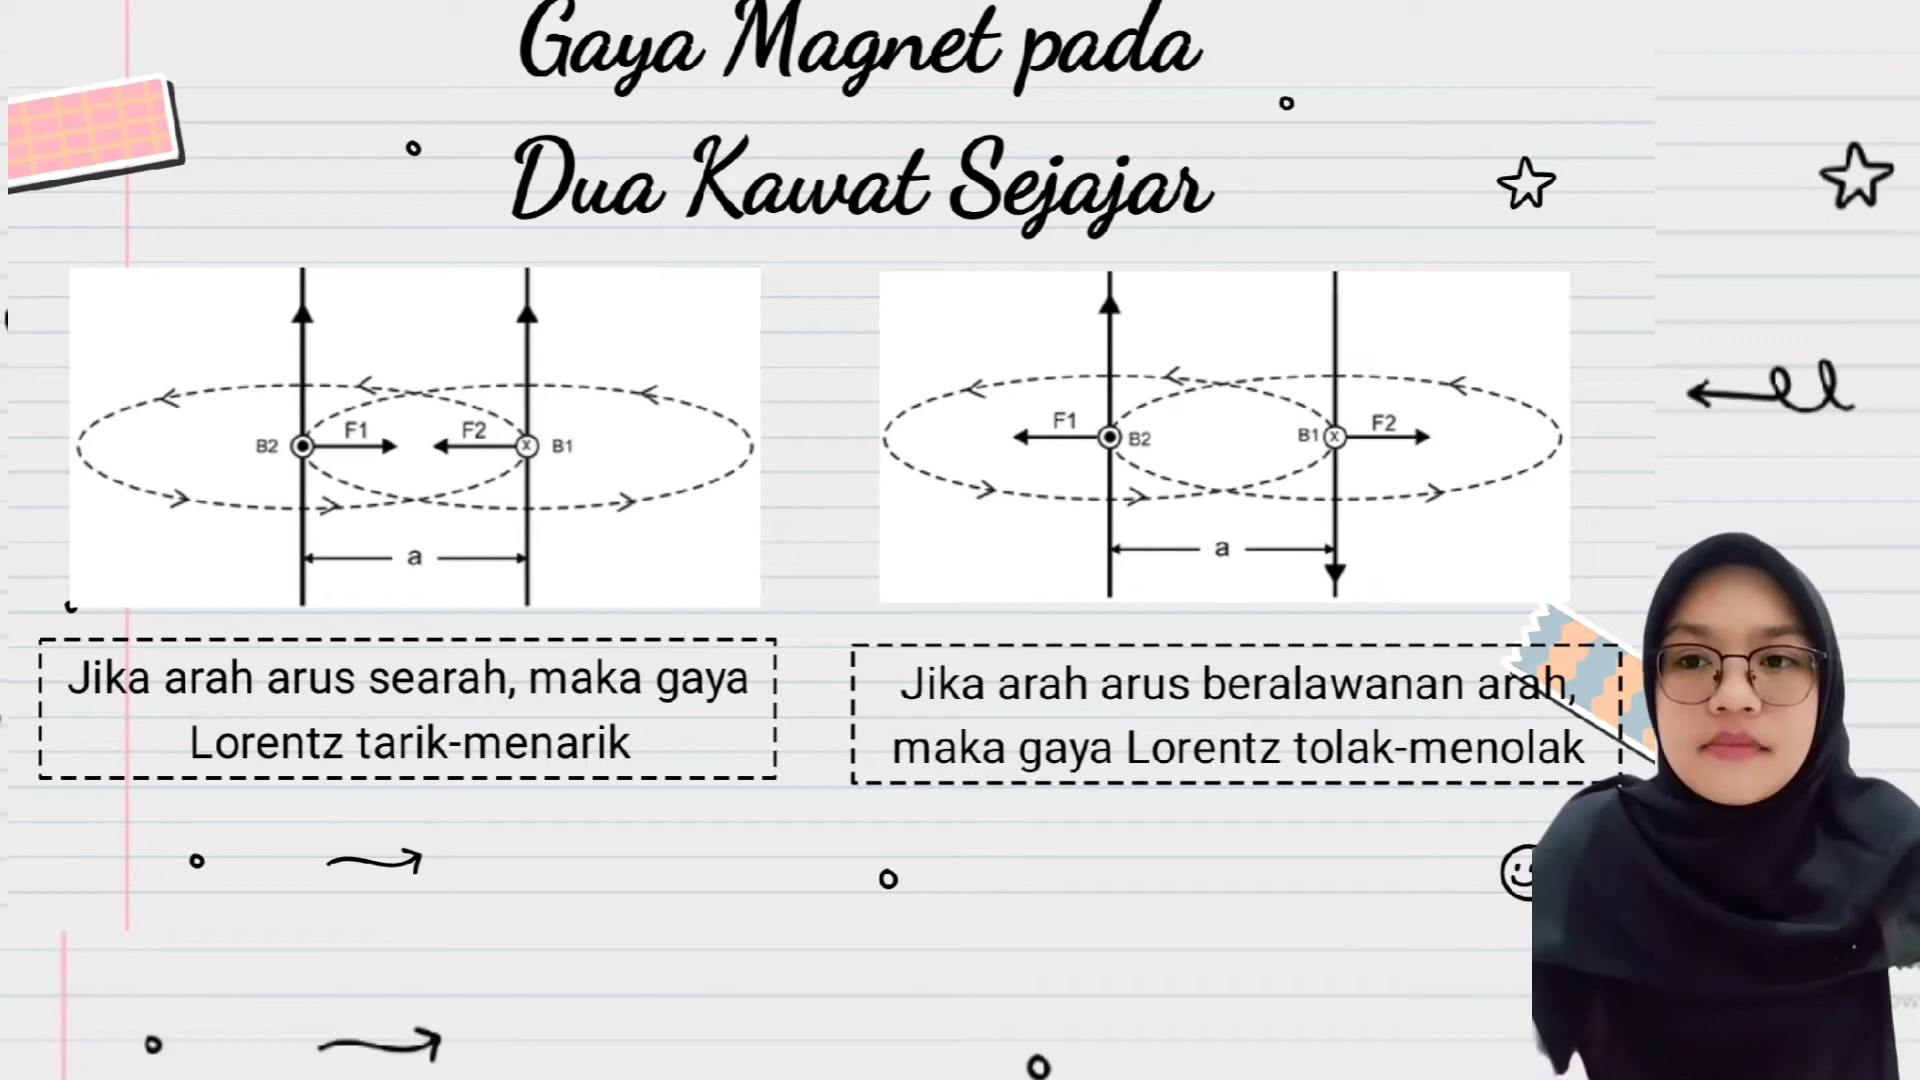 Gaya Magnet pada
Dua Kawat Sejajar
F1
F2
B2
x
B1
a
F1
B2
B1
x
F2
a
Jika arah arus searah, maka gaya
Lorentz tarik-menarik
Jika arah arus beralawanan arah,
maka gaya Lorentz tolak-menolak